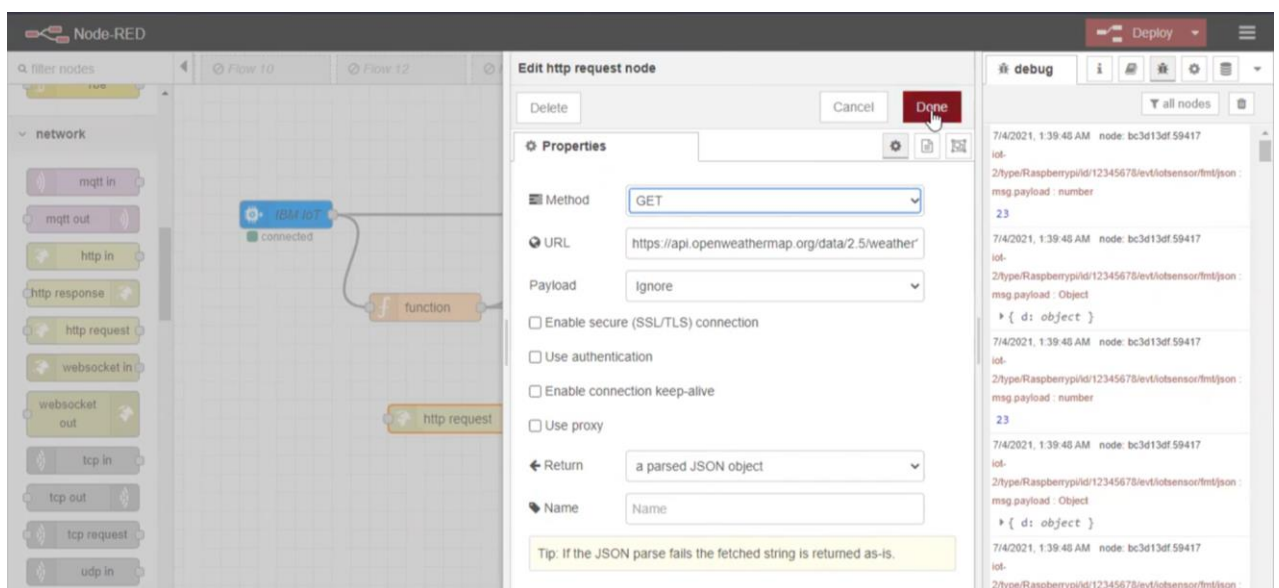 Node-RED
Deploy
filter nodes
network
mqtt in
mqtt out
http in
http response
http request
websocket in
websocket
out
tcp in
tcp out
tcp request
udp in
Flow 10
Flow 12
IBM IoT
connected
function
http request
Edit http request node
Delete
Cancel
Done
Properties
Method
GET
URL
https://api.openweathermap.org/data/2.5/weather
Payload
Ignore
Enable secure (SSL/TLS) connection
Use authentication
Enable connection keep-alive
Use proxy
Return
a parsed JSON object
Name
Name
Tip: If the JSON parse fails the fetched string is returned as-is.
debug
i
all nodes
7/4/2021, 1:39:46 AM node: bc3d13df.59417
iot-
2/type/Raspberrypi/id/12345678/evt/iotsensor/fmt/json :
msg.payload : number
23
7/4/2021, 1:39:46 AM node: bc3d13df.59417
iot-
2/type/Raspberrypi/id/12345678/evt/iotsensor/fmt/json :
msg.payload : Object
{ d: object }
7/4/2021, 1:39:46 AM node: bc3d13df.59417
iot-
2/type/Raspberrypi/id/12345678/evt/iotsensor/fmt/json :
msg.payload : number
23
7/4/2021, 1:39:48 AM node: bc3d13df.59417
iot-
2/type/Raspberrypi/id/12345678/evt/iotsensor/fmt/json :
msg.payload : Object
{ d: object }
7/4/2021, 1:39:48 AM node: bc3d13df.59417
iot-
2/type/Raspberrypi/id/12345678/evt/iotsensor/fmt/json :